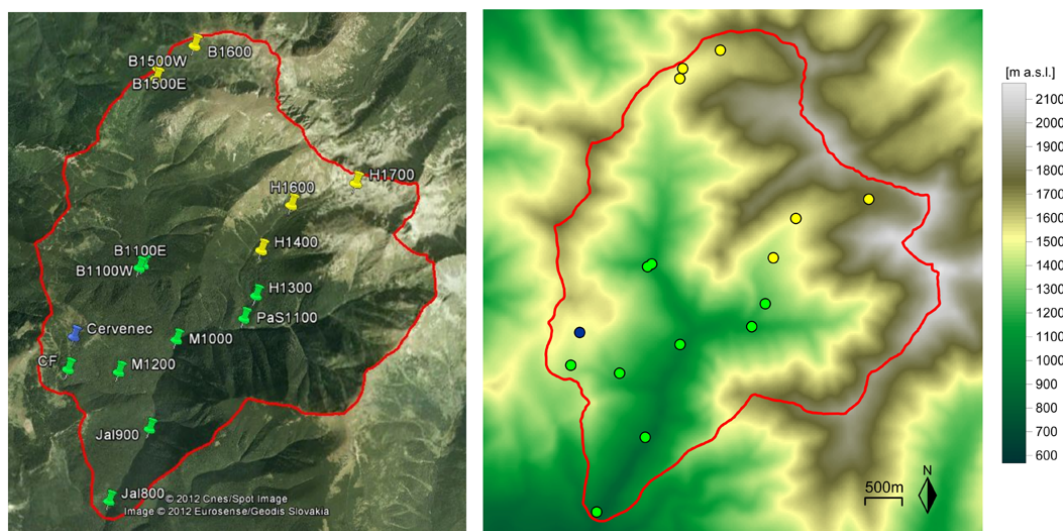 B1600
B1500W
B1500E
H1700
H1600
H1400
B1100E
B1100W
H1300
PaS1100
Cervenec
M1000
CF
M1200
Jal900
Jal800
© 2012 Cnes/Spot Image
Image © 2012 Eurosense/Geodis Slovakia
[m a.s.l.]
2100
2000
1900
1800
1700
1600
1500
1400
1300
1200
1100
1000
900
800
700
600
500m
N